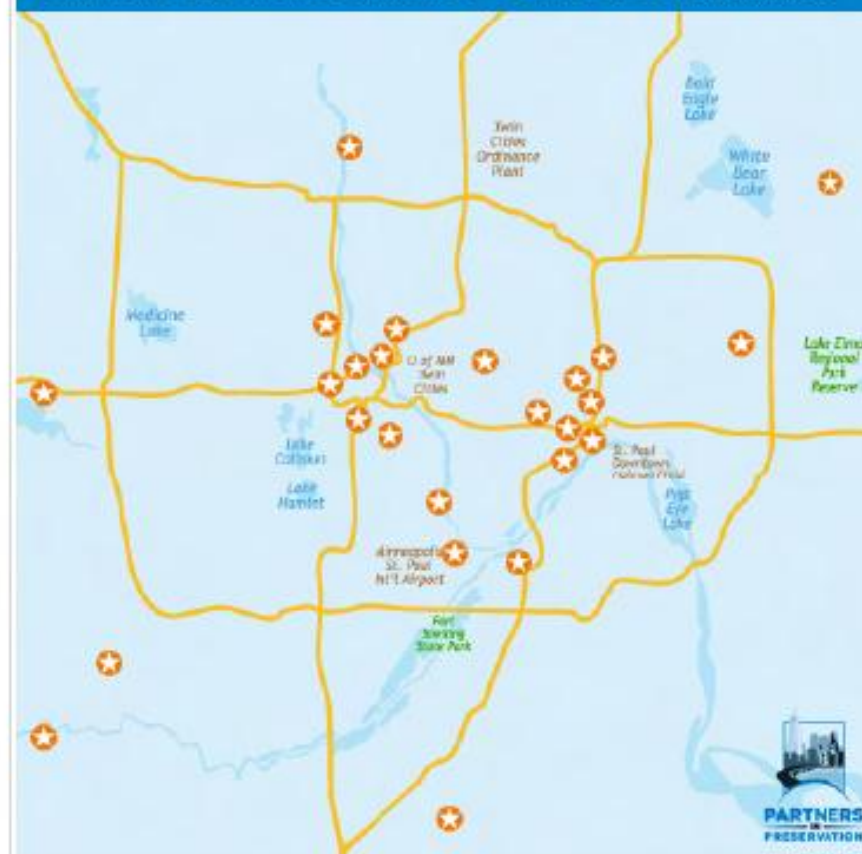 Bald
Eagle
Lake
Twin
Cities
Ordinance
Plant
White
Bear
Lake
Medicine
Lake
U of MN
Twin
Cities
Lake Elmo
Regional
Park
Reserve
Lake
Calhoun
Lake
Harriet
St. Paul
Downtown
Pig's
Eye
Lake
Minneapolis
St. Paul
Int'l Airport
Fort
Snelling
State Park
PARTNERS
IN
PRESERVATION